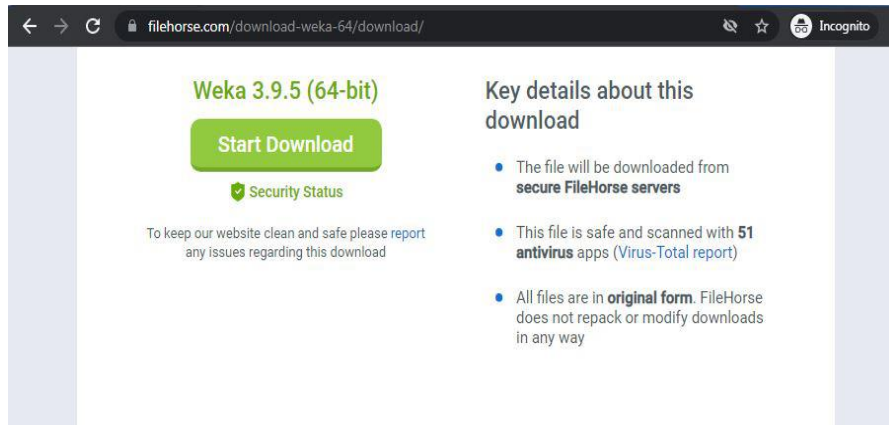 filehorse.com/download-weka-64/download/
Incognito
Weka 3.9.5 (64-bit)
Start Download
Security Status
To keep our website clean and safe please report
any issues regarding this download
Key details about this
download
The file will be downloaded from
secure FileHorse servers
This file is safe and scanned with 51
antivirus apps (Virus-Total report)
All files are in original form. FileHorse
does not repack or modify downloads
in any way